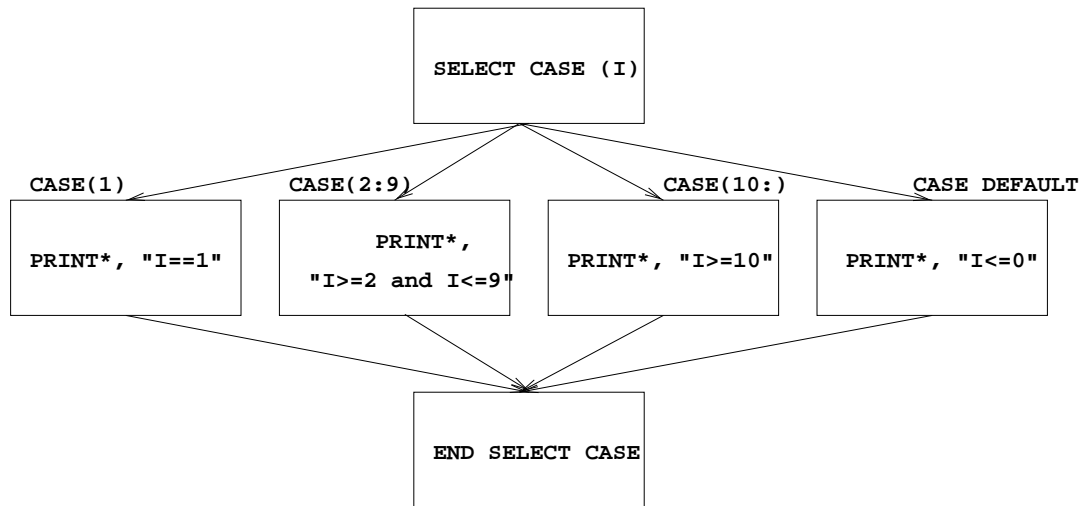 SELECT CASE (I)
CASE(1)
CASE(2:9)
CASE(10:)
CASE DEFAULT
PRINT*, "I==1"
PRINT*,
"I>=2 and I<=9"
PRINT*, "I>=10"
PRINT*, "I<=0"
END SELECT CASE